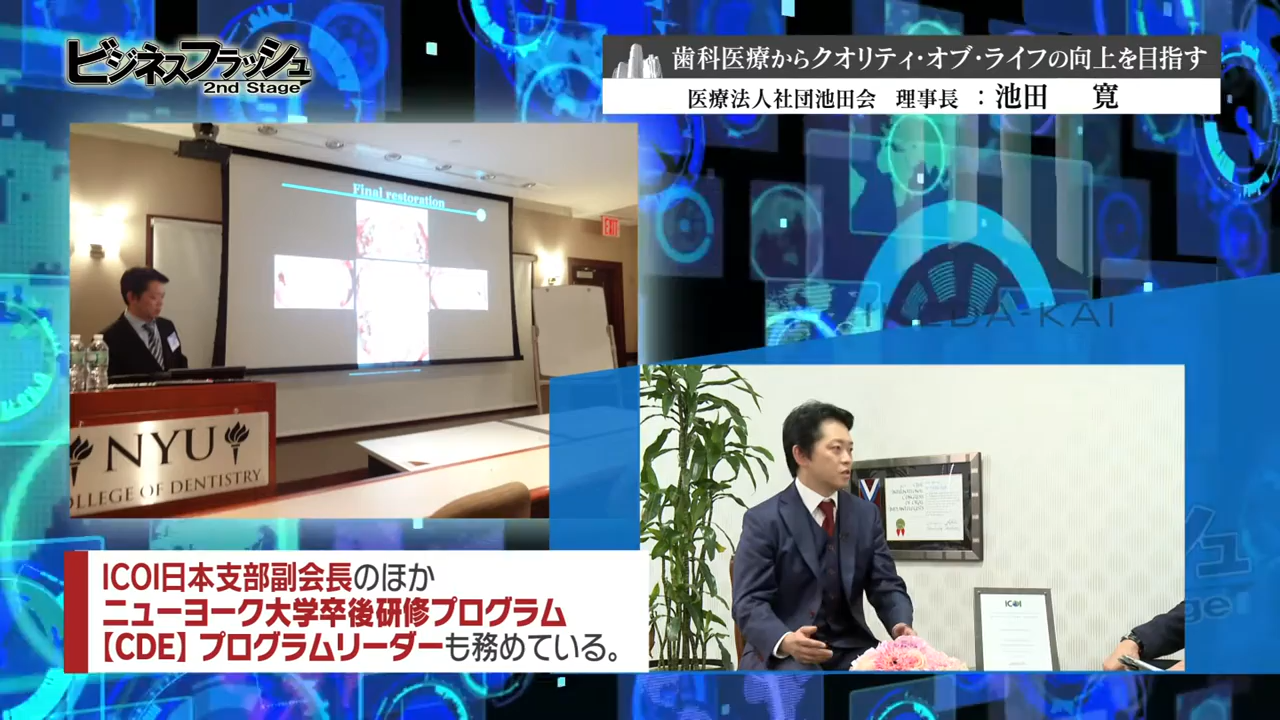 ビジネスフラッシュ
2nd Stage
歯科医療からクオリティ・オブ・ライフの向上を目指す
医療法人社団池田会 理事長 : 池田 寛
Final restoration
EXIT
NYU
COLLEGE OF DENTISTRY
ICOI
ICOI日本支部副会長のほか
ニューヨーク大学卒後研修プログラム
【CDE】プログラムリーダーも務めている。